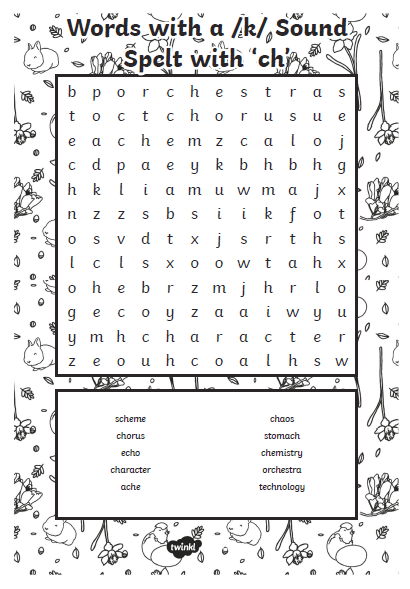 Words with a /k/ Sound
Spelt with ‘ch’
b p o r c h e s t r a s
t o c t c h o r u s u e
e a c h e m z c a l o j
c d p a e y k b h b h g
h k l i a m u w m a j x
n z z s b s i i k f o t
o s v d t x j s r t h s
l c l s x o o w t a h x
o h e b r z m j h r l o
g e c o y z a a i w y u
y m h c h a r a c t e r
z e o u h c o a l h s w
scheme chaos
chorus stomach
echo chemistry
character orchestra
ache technology
twinkl